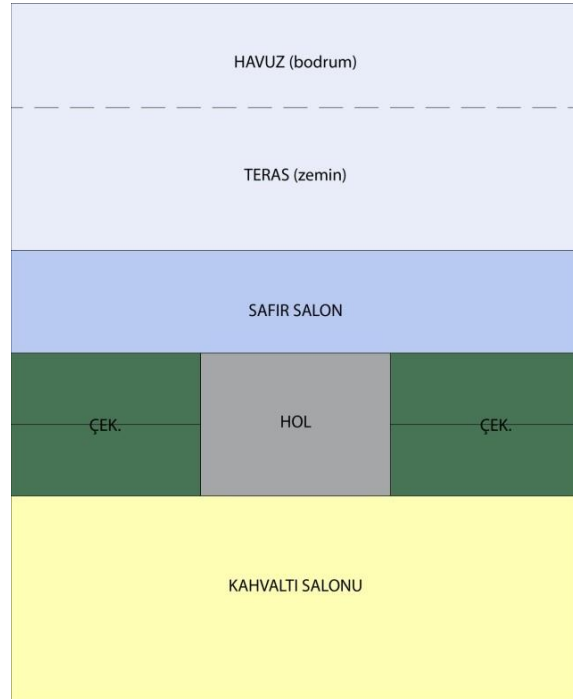 HAVUZ (bodrum)
TERAS (zemin)
SAFIR SALON
ÇEK.
HOL
ÇEK.
KAHVALTI SALONU